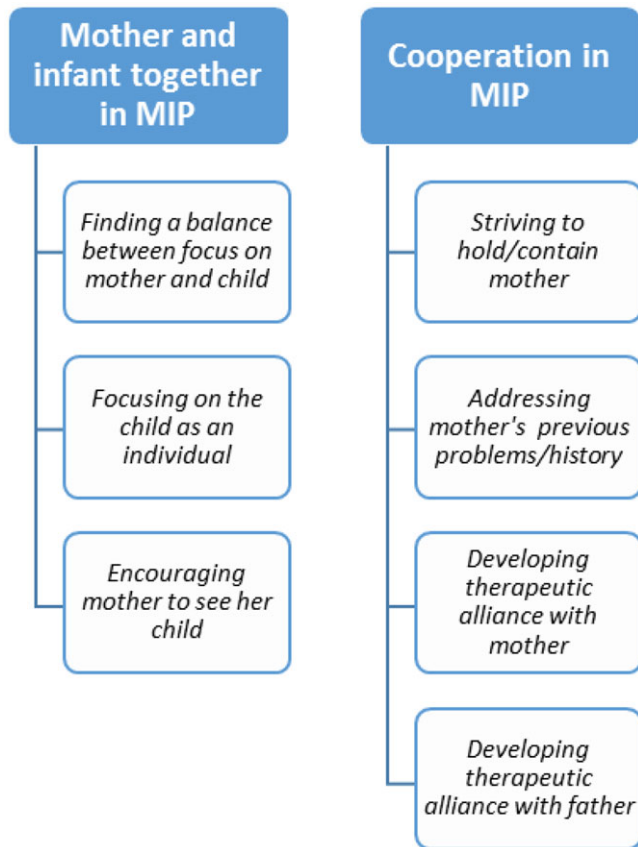 Mother and
infant together
in MIP
Finding a balance
between focus on
mother and child
Focusing on the
child as an
individual
Encouraging
mother to see her
child
Cooperation in
MIP
Striving to
hold/contain
mother
Addressing
mother's previous
problems/history
Developing
therapeutic
alliance with
mother
Developing
therapeutic
alliance with father